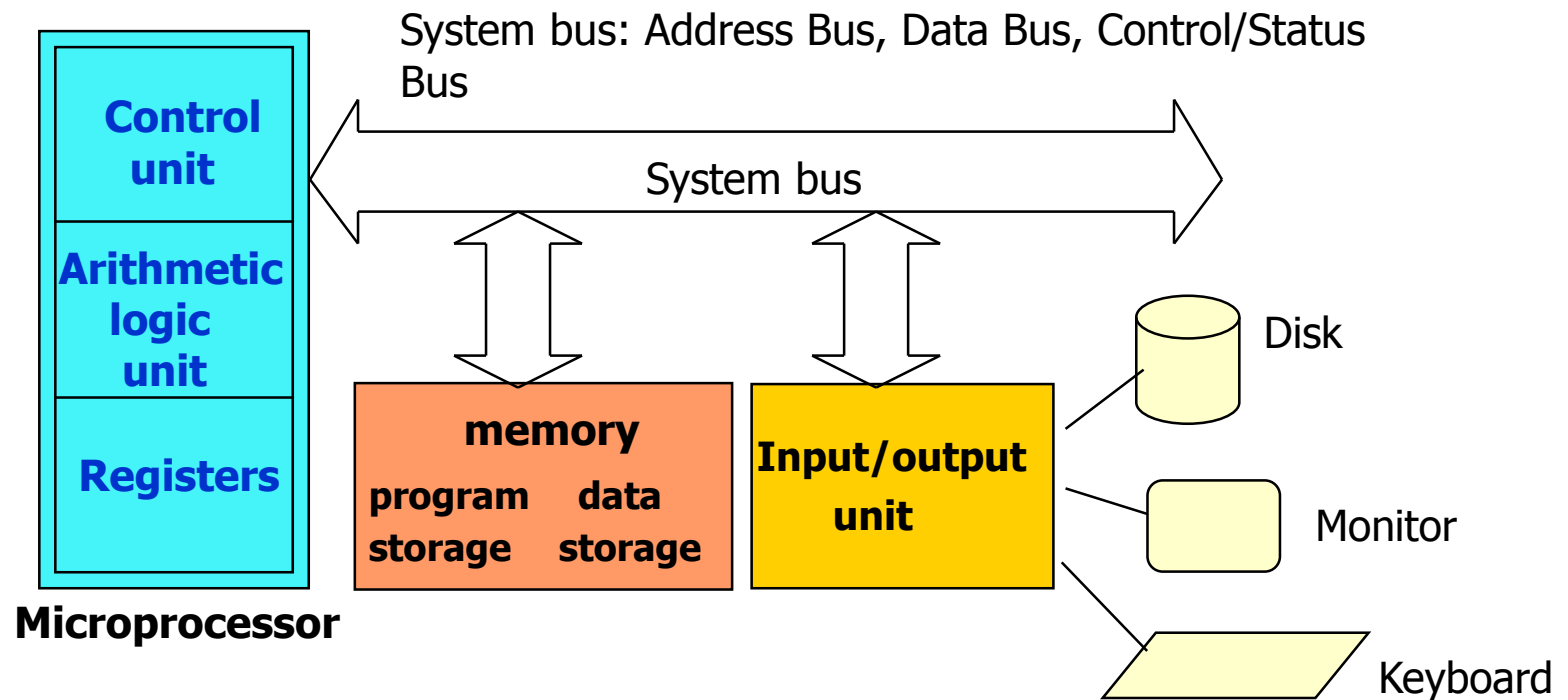 System bus: Address Bus, Data Bus, Control/Status
Bus
Control
unit
System bus
Arithmetic
logic
unit
Registers
Microprocessor
memory
program data
storage storage
Input/output
unit
Disk
Monitor
Keyboard